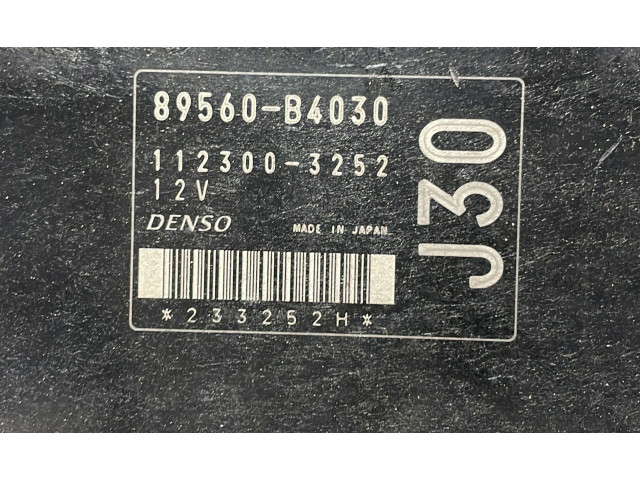 89560-B4030
112300-3252
12V
DENSO MADE IN JAPAN
*233252H*
J30